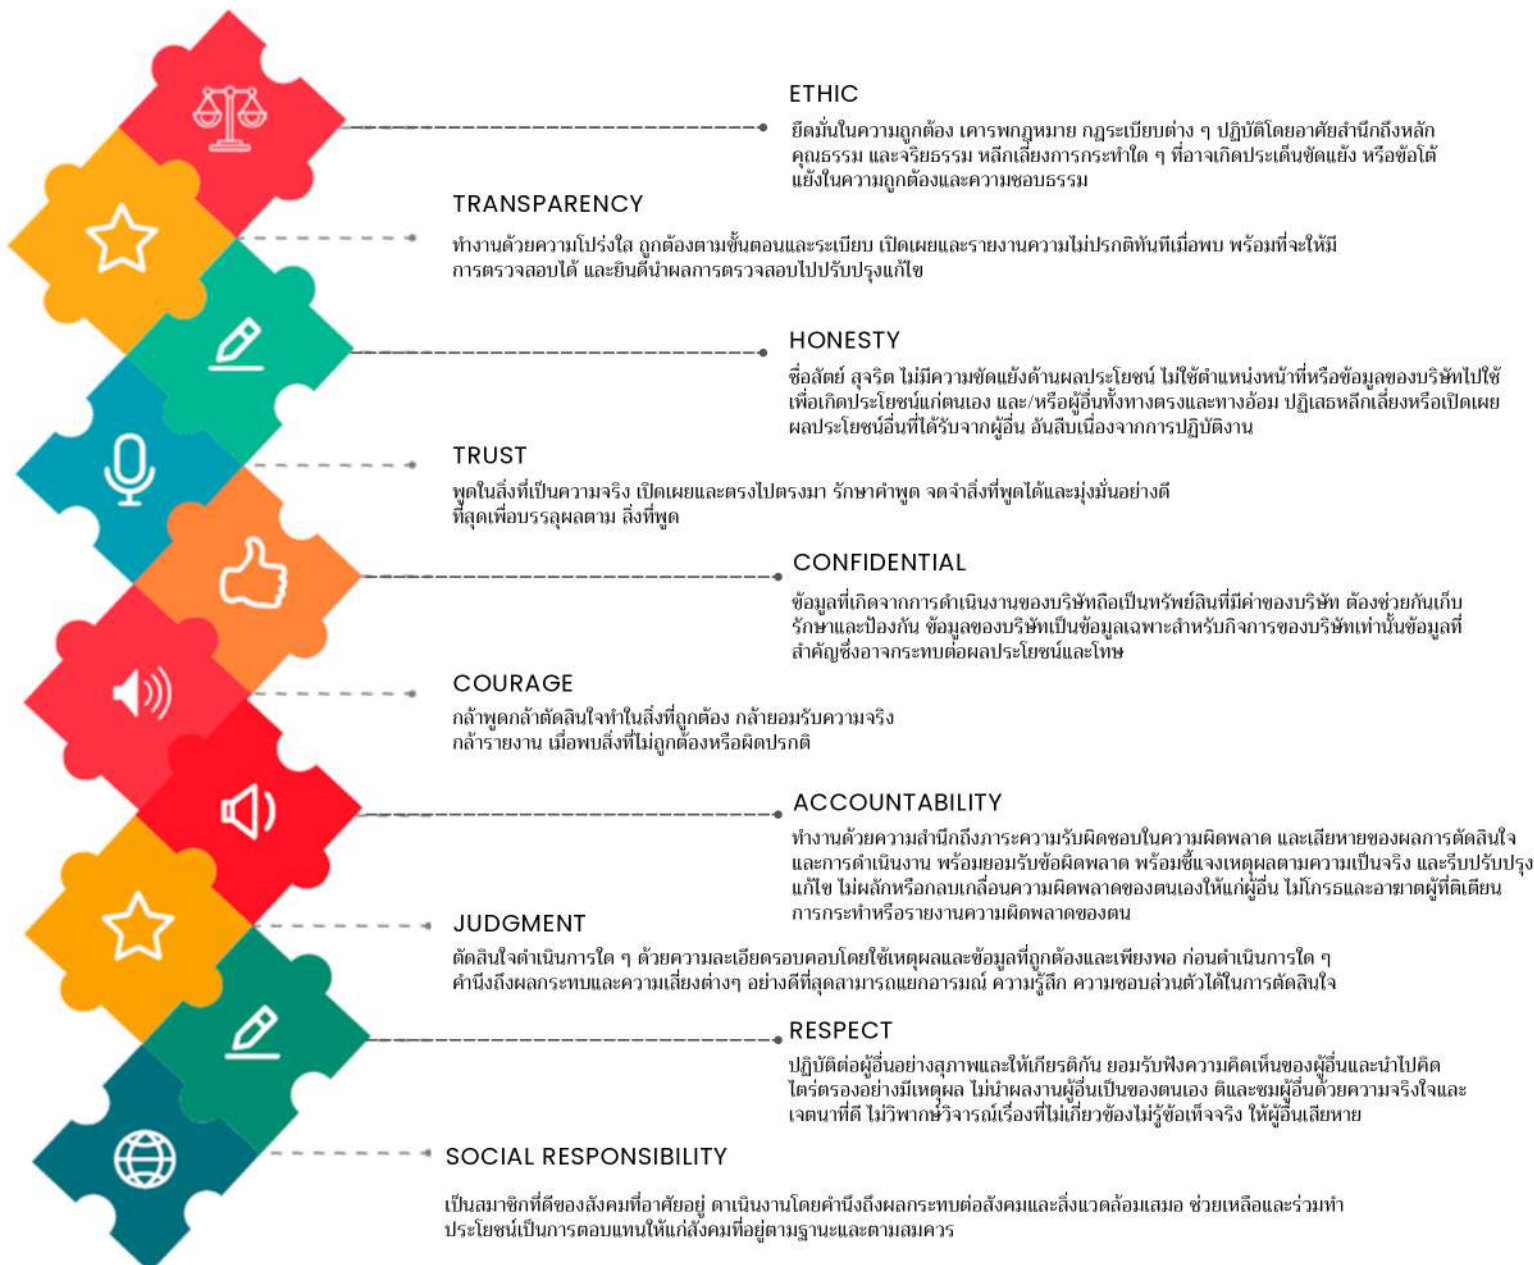 ETHIC
ยึดมั่นในความถูกต้อง เคารพกฎหมาย กฎระเบียบต่าง ๆ ปฏิบัติโดยอาศัยสำนึกถึงหลัก
คุณธรรม และจริยธรรม หลีกเลี่ยงการกระทำใด ๆ ที่อาจเกิดประเด็นขัดแย้ง หรือข้อโต้
แย้งในความถูกต้องและความชอบธรรม
TRANSPARENCY
ทำงานด้วยความโปร่งใส ถูกต้องตามขั้นตอนและระเบียบ เปิดเผยและรายงานความไม่ปรกติทันทีเมื่อพบ พร้อมที่จะให้มี
การตรวจสอบได้ และยินดีนำผลการตรวจสอบไปปรับปรุงแก้ไข
HONESTY
ซื่อสัตย์ สุจริต ไม่มีความขัดแย้งด้านผลประโยชน์ ไม่ใช้ตำแหน่งหน้าที่หรือข้อมูลของบริษัทไปใช้
เพื่อเกิดประโยชน์แก่ตนเอง และ/หรือผู้อื่นทั้งทางตรงและทางอ้อม ปฏิเสธหลีกเลี่ยงหรือเปิดเผย
ผลประโยชน์อื่นที่ได้รับจากผู้อื่น อันสืบเนื่องจากการปฏิบัติงาน
TRUST
พูดในสิ่งที่เป็นความจริง เปิดเผยและตรงไปตรงมา รักษาคำพูด จดจำสิ่งที่พูดได้และมุ่งมั่นอย่างดี
ที่สุดเพื่อบรรลุผลตาม สิ่งที่พูด
CONFIDENTIAL
ข้อมูลที่เกิดจากการดำเนินงานของบริษัทถือเป็นทรัพย์สินที่มีค่าของบริษัท ต้องช่วยกันเก็บ
รักษาและป้องกัน ข้อมูลของบริษัทเป็นข้อมูลเฉพาะสำหรับกิจการของบริษัทเท่านั้นข้อมูลที่
สำคัญซึ่งอาจกระทบต่อผลประโยชน์และโทษ
COURAGE
กล้าพูดกล้าตัดสินใจทำในสิ่งที่ถูกต้อง กล้ายอมรับความจริง
กล้ารายงาน เมื่อพบสิ่งที่ไม่ถูกต้องหรือผิดปรกติ
ACCOUNTABILITY
ทำงานด้วยความสำนึกถึงภาระความรับผิดชอบในความผิดพลาด และเสียหายของผลการตัดสินใจ
และการดำเนินงาน พร้อมยอมรับข้อผิดพลาด พร้อมชี้แจงเหตุผลตามความเป็นจริง และรีบปรับปรุง
แก้ไข ไม่ผลักหรือกลบเกลื่อนความผิดพลาดของตนเองให้แก่ผู้อื่น ไม่โกรธและอาฆาตผู้ที่ติเตียน
การกระทำหรือรายงานความผิดพลาดของตน
JUDGMENT
ตัดสินใจดำเนินการใด ๆ ด้วยความละเอียดรอบคอบโดยใช้เหตุผลและข้อมูลที่ถูกต้องและเพียงพอ ก่อนดำเนินการใด ๆ
คำนึงถึงผลกระทบและความเสี่ยงต่างๆ อย่างดีที่สุดสามารถแยกอารมณ์ ความรู้สึก ความชอบส่วนตัวได้ในการตัดสินใจ
RESPECT
ปฏิบัติต่อผู้อื่นอย่างสุภาพและให้เกียรติกัน ยอมรับฟังความคิดเห็นของผู้อื่นและนำไปคิด
ไตร่ตรองอย่างมีเหตุผล ไม่นำผลงานผู้อื่นเป็นของตนเอง ติและชมผู้อื่นด้วยความจริงใจและ
เจตนาที่ดี ไม่วิพากษ์วิจารณ์เรื่องที่ไม่เกี่ยวข้องไม่รู้ข้อเท็จจริง ให้ผู้อื่นเสียหาย
SOCIAL RESPONSIBILITY
เป็นสมาชิกที่ดีของสังคมที่อาศัยอยู่ ดาเนินงานโดยคำนึงถึงผลกระทบต่อสังคมและสิ่งแวดล้อมเสมอ ช่วยเหลือและร่วมทำ
ประโยชน์เป็นการตอบแทนให้แก่สังคมที่อยู่ตามฐานะและตามสมควร